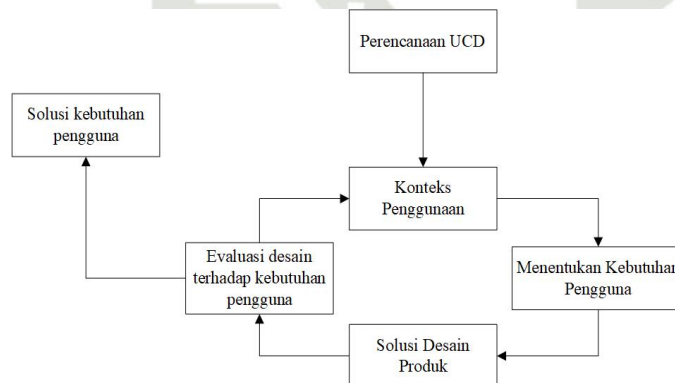 Perencanaan UCD
Solusi kebutuhan
pengguna
Konteks
Penggunaan
Evaluasi desain
terhadap kebutuhan
pengguna
Menentukan Kebutuhan
Pengguna
Solusi Desain
Produk